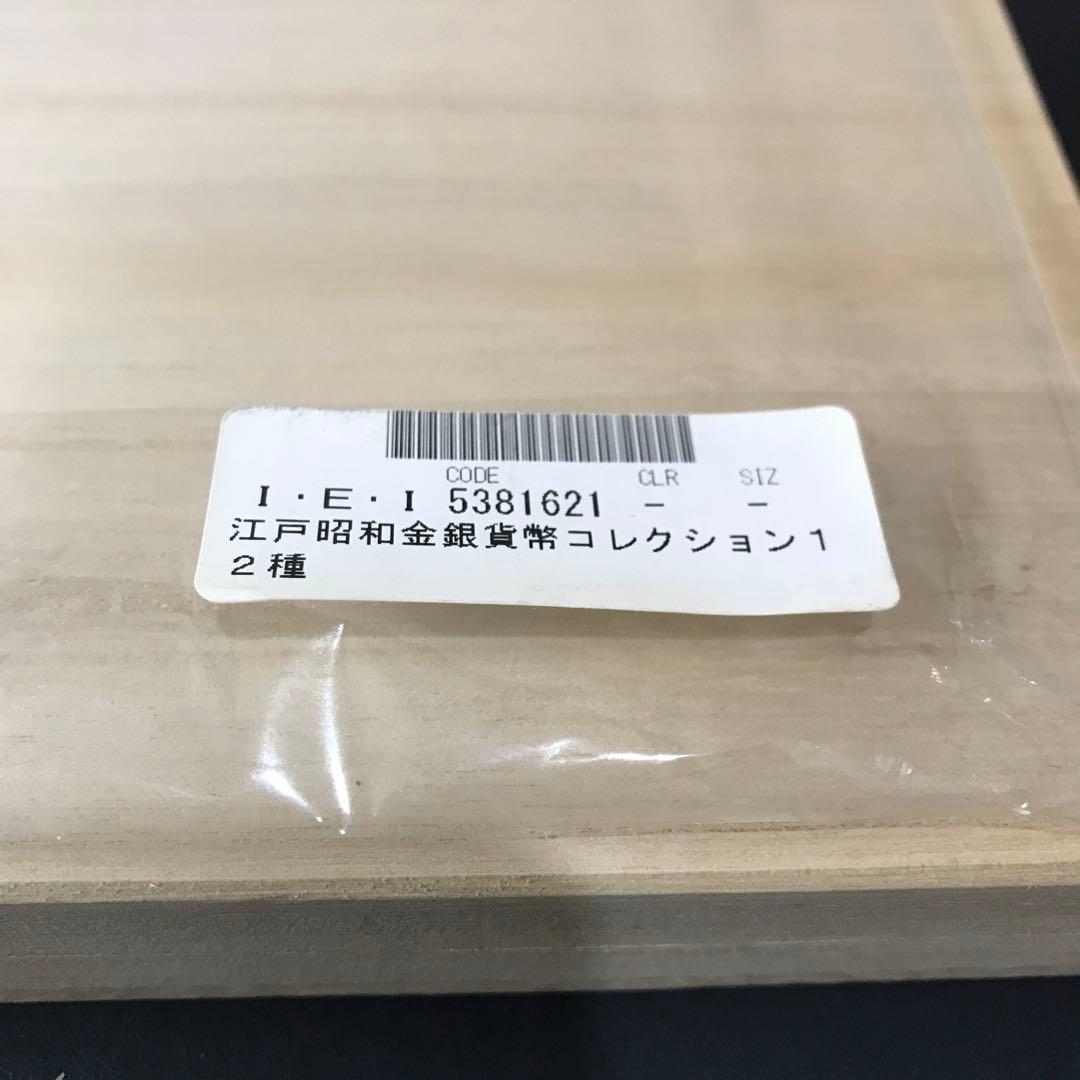 CODE CLR SIZ
I・E・I 5381621 - -
江戸昭和金銀貨幣コレクション1
2種